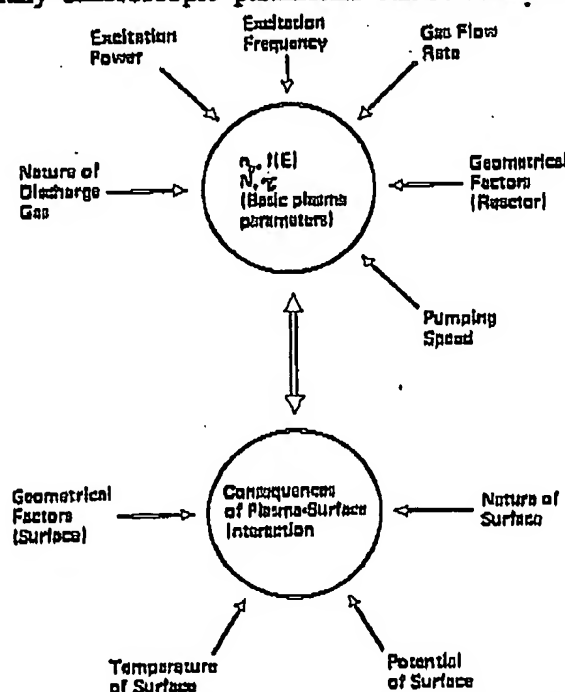 Excitation
Power
Excitation
Frequency
Gas Flow
Rate
Nature of
Discharge
Gas
f(E)
N, τ
(Basic plasma
parameters)
Geometrical
Factors
(Reactor)
Pumping
Speed
Consequences
of Plasma-Surface
Interaction
Geometrical
Factors
(Surface)
Nature of
Surface
Temperature
of Surface
Potential
of Surface